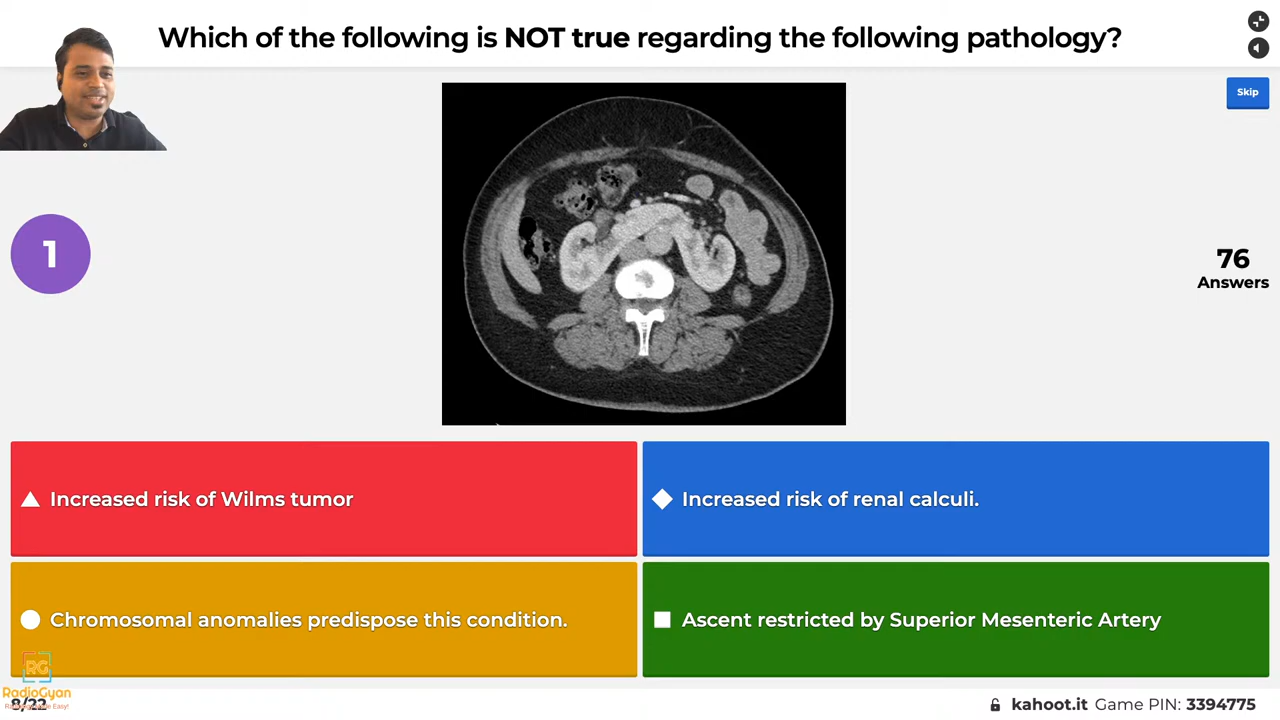 Which of the following is NOT true regarding the following pathology?
Skip
1
76
Answers
Increased risk of Wilms tumor
Increased risk of renal calculi.
Chromosomal anomalies predispose this condition.
Ascent restricted by Superior Mesenteric Artery
RG
RadioGyan
8/22
kahoot.it Game PIN: 3394775